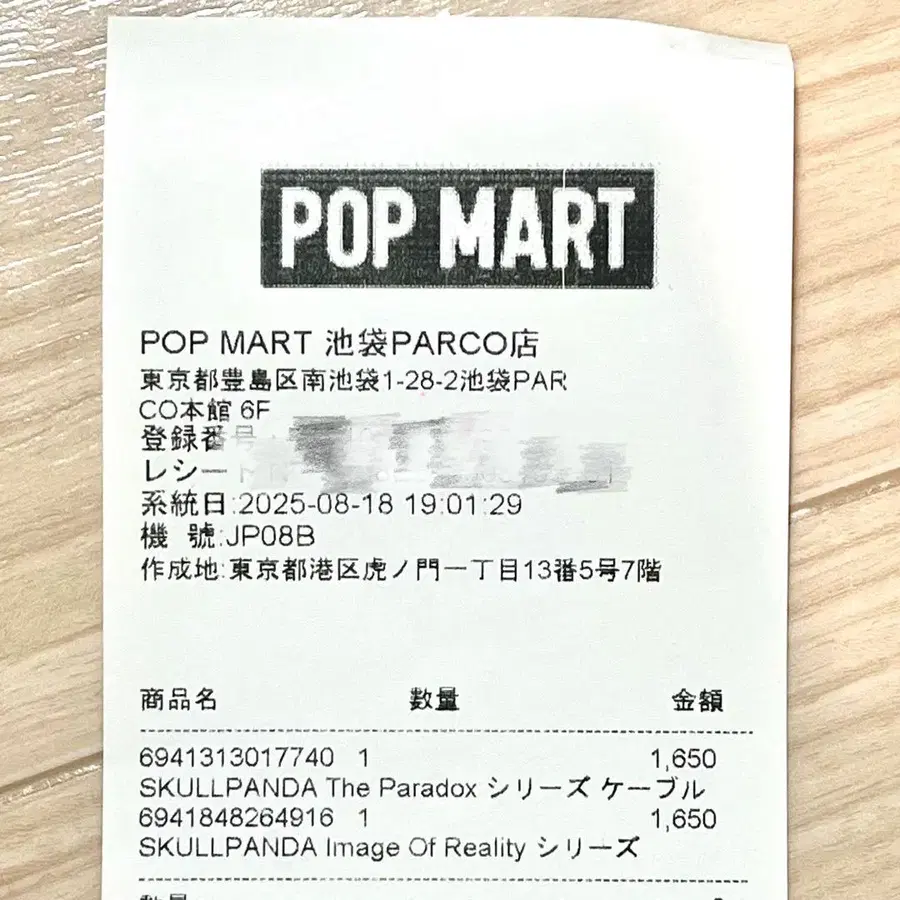 POP MART
POP MART 池袋PARCO店
東京都豊島区南池袋1-28-2池袋PAR
CO本館 6F
登録番号
レシート
系統日:2025-08-18 19:01:29
機 號:JP08B
作成地:東京都港区虎ノ門一丁目13番5号7階
商品名 数量 金額
6941313017740 1 1,650
SKULLPANDA The Paradox シリーズ ケーブル
6941848264916 1 1,650
SKULLPANDA Image Of Reality シリーズ
数量